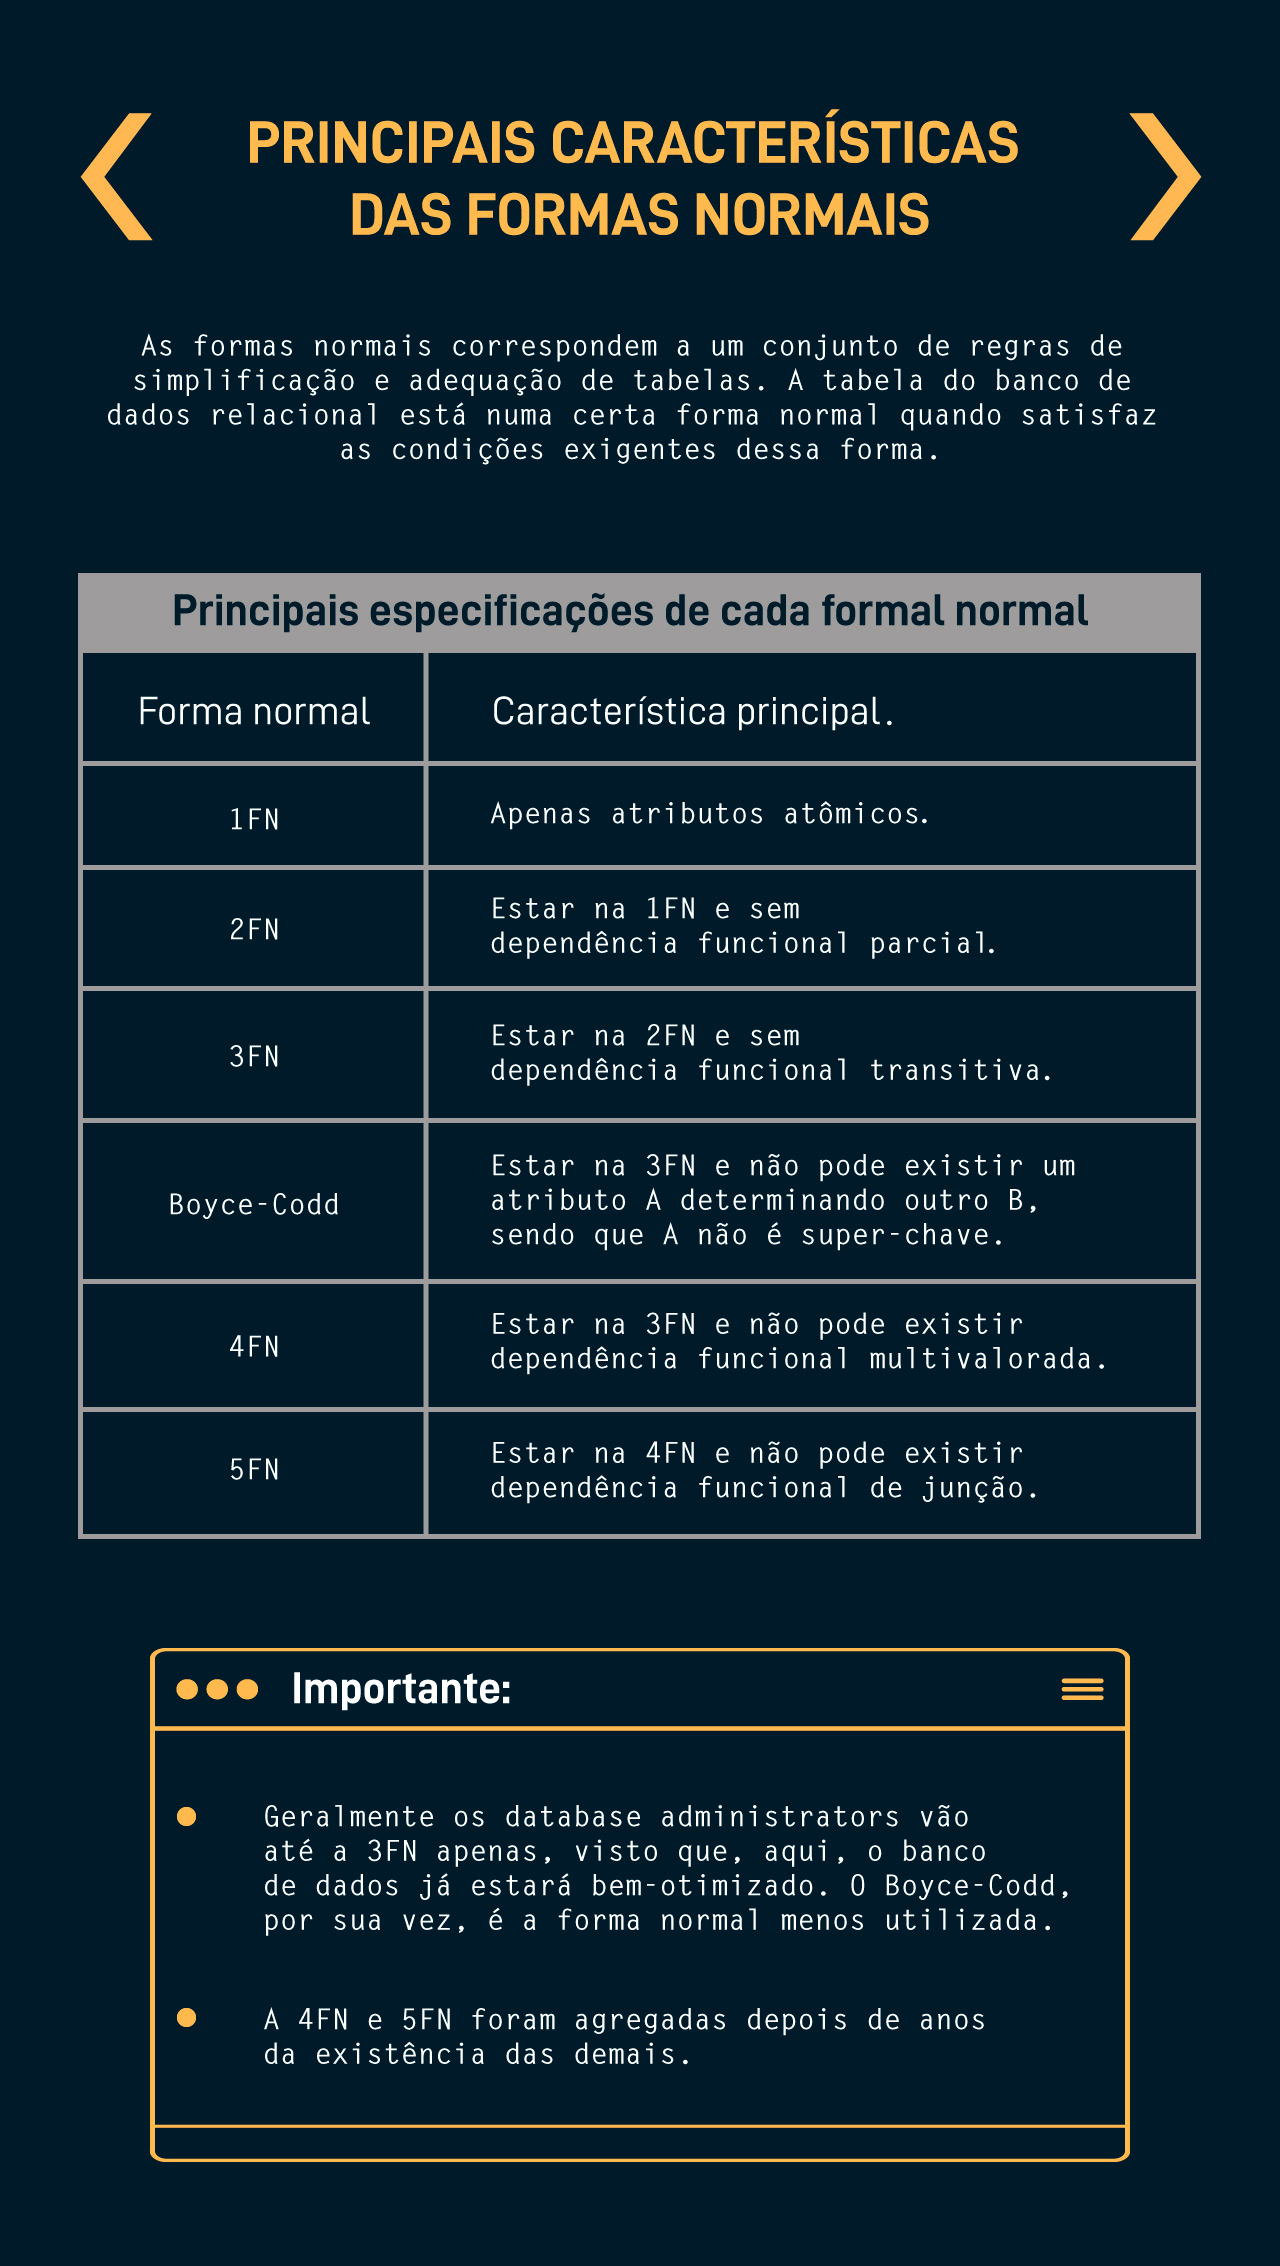 PRINCIPAIS CARACTERÍSTICAS
DAS FORMAS NORMAIS
As formas normais correspondem a um conjunto de regras de
simplificação e adequação de tabelas. A tabela do banco de
dados relacional está numa certa forma normal quando satisfaz
as condições exigentes dessa forma.
Principais especificações de cada formal normal
Forma normal
Característica principal.
1FN
Apenas atributos atômicos.
2FN
Estar na 1FN e sem
dependência funcional parcial.
3FN
Estar na 2FN e sem
dependência funcional transitiva.
Boyce-Codd
Estar na 3FN e não pode existir um
atributo A determinando outro B,
sendo que A não é super-chave.
4FN
Estar na 3FN e não pode existir
dependência funcional multivalorada.
5FN
Estar na 4FN e não pode existir
dependência funcional de junção.
Importante:
Geralmente os database administrators vão
até a 3FN apenas, visto que, aqui, o banco
de dados já estará bem-otimizado. O Boyce-Codd,
por sua vez, é a forma normal menos utilizada.
A 4FN e 5FN foram agregadas depois de anos
da existência das demais.